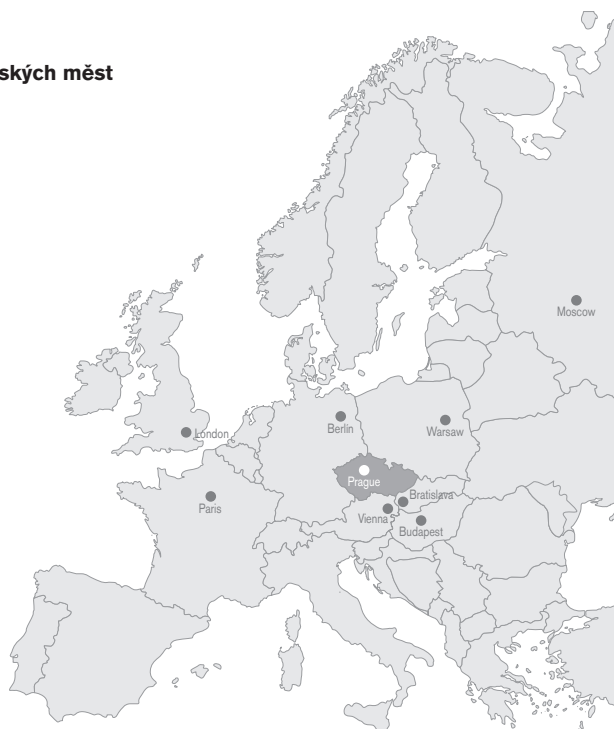 ských měst
Moscow
London
Berlin
Warsaw
Prague
Paris
Bratislava
Vienna
Budapest